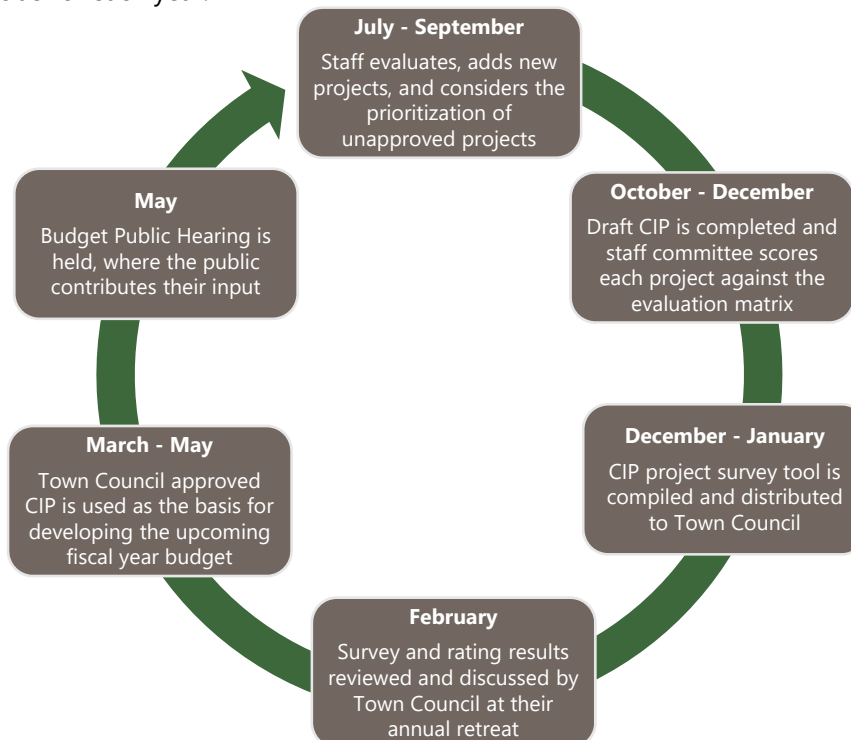 July - September
Staff evaluates, adds new
projects, and considers the
prioritization of
unapproved projects
October - December
Draft CIP is completed and
staff committee scores
each project against the
evaluation matrix
December - January
CIP project survey tool is
compiled and distributed
to Town Council
February
Survey and rating results
reviewed and discussed by
Town Council at their
annual retreat
March - May
Town Council approved
CIP is used as the basis for
developing the upcoming
fiscal year budget
May
Budget Public Hearing is
held, where the public
contributes their input